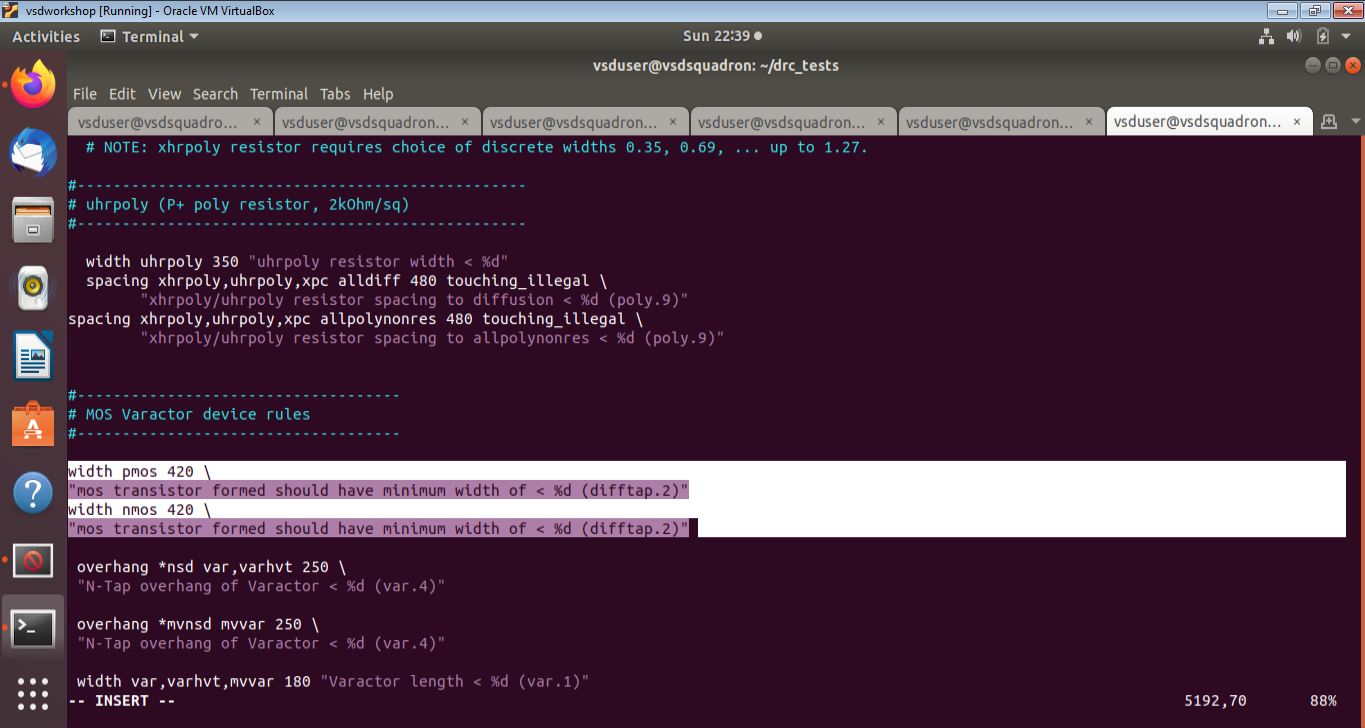 vsdworkshop [Running] - Oracle VM VirtualBox
Activities Terminal Sun 22:39
vsduser@vsdsquadron: ~/drc_tests
File Edit View Search Terminal Tabs Help
vsduser@vsdsquadro... × vsduser@vsdsquadron... × vsduser@vsdsquadron... × vsduser@vsdsquadron... × vsduser@vsdsquadron... × vsduser@vsdsquadron... ×
# NOTE: xhrpoly resistor requires choice of discrete widths 0.35, 0.69, ... up to 1.27.
#--------------------------------------------------
# uhrpoly (P+ poly resistor, 2kOhm/sq)
#--------------------------------------------------
width uhrpoly 350 "uhrpoly resistor width < %d"
spacing xhrpoly,uhrpoly,xpc alldiff 480 touching_illegal \
"xhrpoly/uhrpoly resistor spacing to diffusion < %d (poly.9)"
spacing xhrpoly,uhrpoly,xpc allpolynonres 480 touching_illegal \
"xhrpoly/uhrpoly resistor spacing to allpolynonres < %d (poly.9)"
#------------------------------------
# MOS Varactor device rules
#------------------------------------
width pmos 420 \
"mos transistor formed should have minimum width of < %d (difftap.2)"
width nmos 420 \
"mos transistor formed should have minimum width of < %d (difftap.2)"
overhang *nsd var,varhvt 250 \
"N-Tap overhang of Varactor < %d (var.4)"
overhang *mvnsd mvvar 250 \
"N-Tap overhang of Varactor < %d (var.4)"
width var,varhvt,mvvar 180 "Varactor length < %d (var.1)"
-- INSERT -- 5192,70 88%